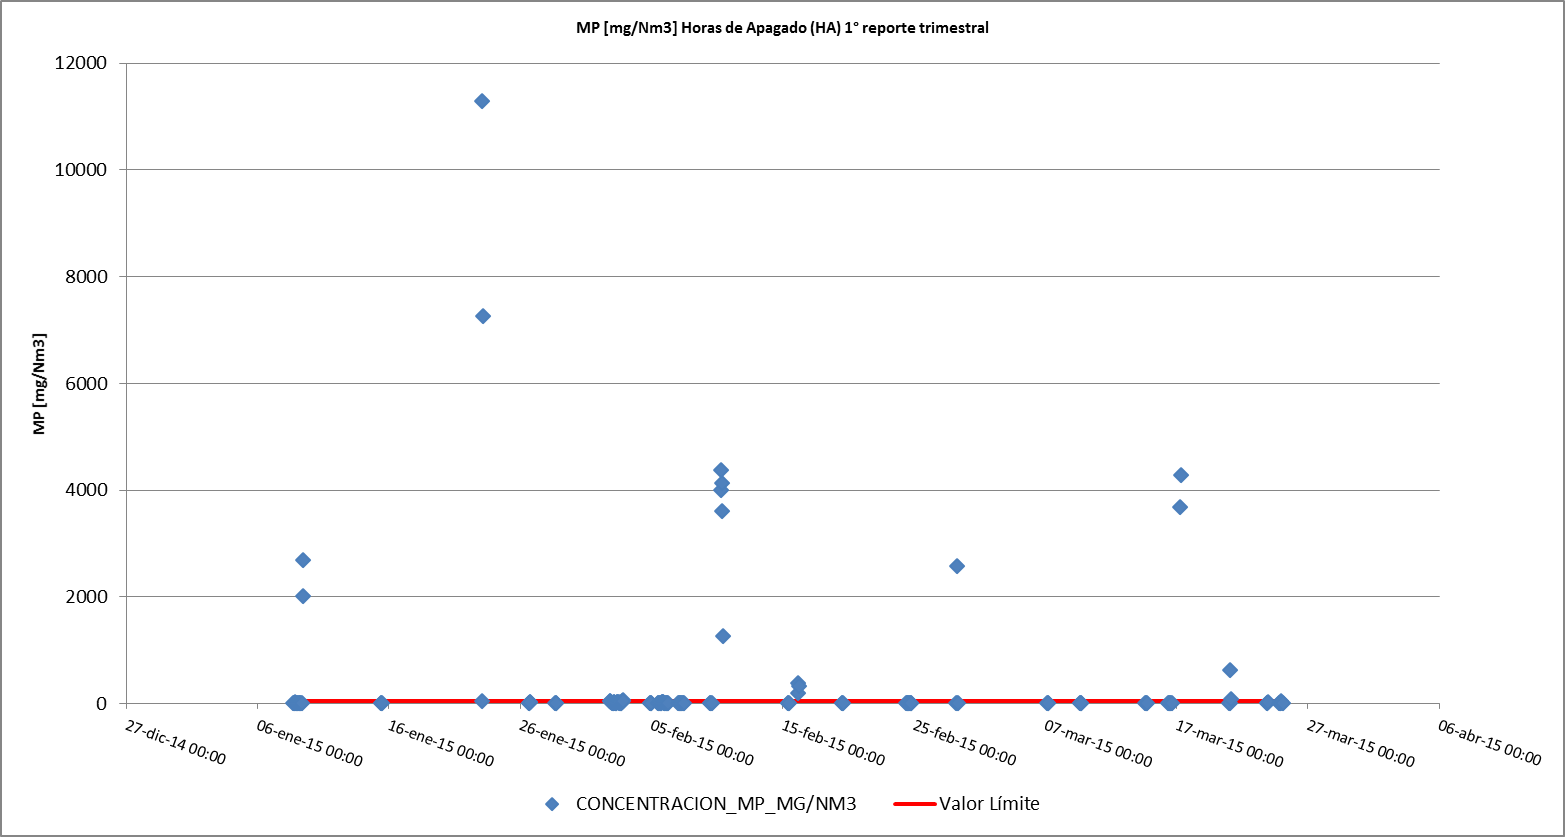 MP [mg/Nm3] Horas de Apagado (HA) 1° reporte trimestral
12000
10000
8000
6000
4000
2000
0
MP [mg/Nm3]
27-dic-14 00:00
06-ene-15 00:00
16-ene-15 00:00
26-ene-15 00:00
05-feb-15 00:00
15-feb-15 00:00
25-feb-15 00:00
07-mar-15 00:00
17-mar-15 00:00
27-mar-15 00:00
06-abr-15 00:00
CONCENTRACION_MP_MG/NM3
Valor Límite